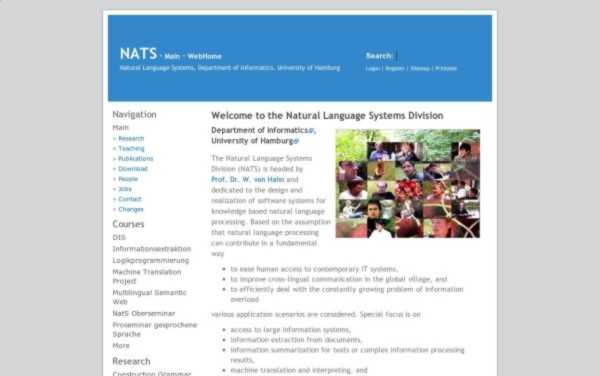 NATS · Main · WebHome
Search:
Natural Language Systems, Department of Informatics, University of Hamburg
Login | Register | Sitemap | Printable
Navigation
Main
» Research
» Teaching
» Publications
» Download
» People
» Jobs
» Contact
» Changes
Courses
DIS
Informationsextraktion
Logikprogrammierung
Machine Translation
Project
Multilingual Semantic
Web
NatS Oberseminar
Proseminar gesprochene
Sprache
More
Research
Construction Grammar
Welcome to the Natural Language Systems Division
Department of Informatics,
University of Hamburg
The Natural Language Systems
Division (NATS) is headed by
Prof. Dr. W. von Hahn and
dedicated to the design and
realization of software systems for
knowledge based natural language
processing. Based on the assumption
that natural language processing
can contribute in a fundamental
way
• to ease human access to contemporary IT systems,
• to improve cross-lingual communication in the global village, and
• to efficiently deal with the constantly growing problem of information
overload
various application scenarios are considered. Special focus is on
• access to large information systems,
• information extraction from documents,
• information summarization for texts or complex information processing
results,
• machine translation and interpreting, and